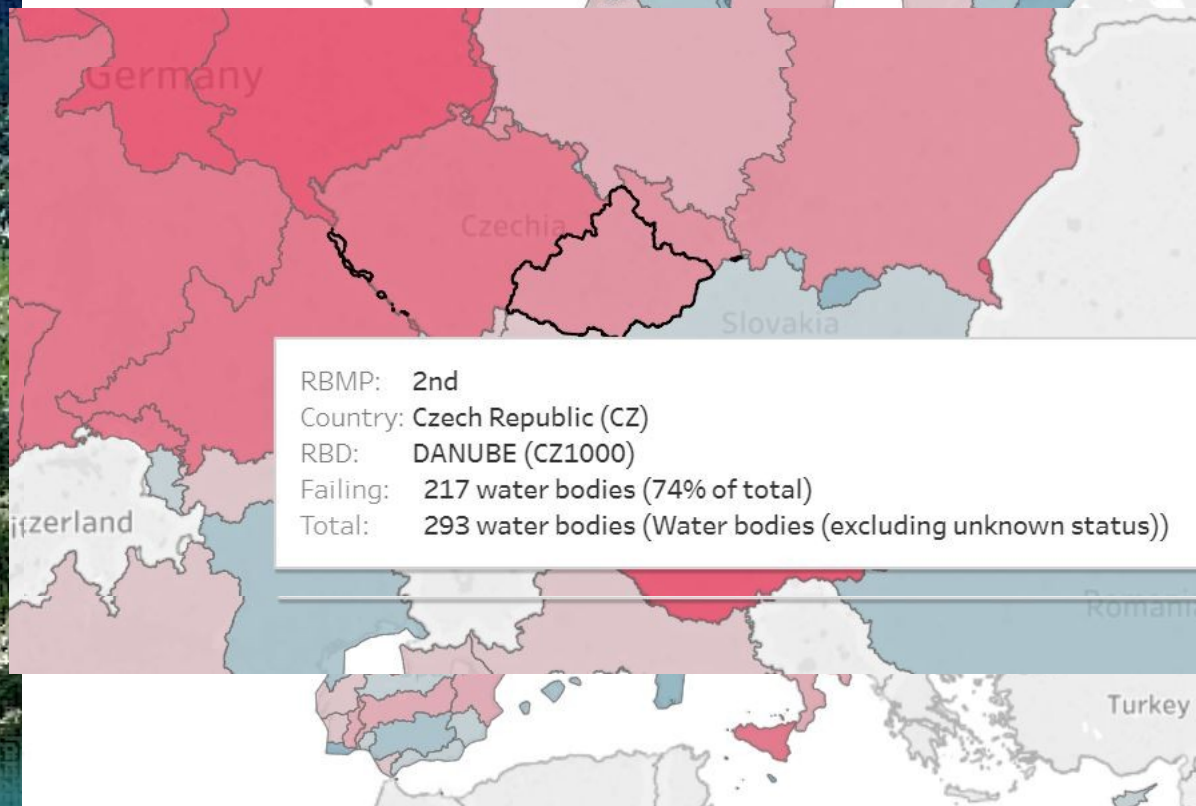 Germany
Czechia
Slovakia
RBMP: 2nd
Country: Czech Republic (CZ)
RBD: DANUBE (CZ1000)
Failing: 217 water bodies (74% of total)
Total: 293 water bodies (Water bodies (excluding unknown status))
itzerland
Romani
Turkey